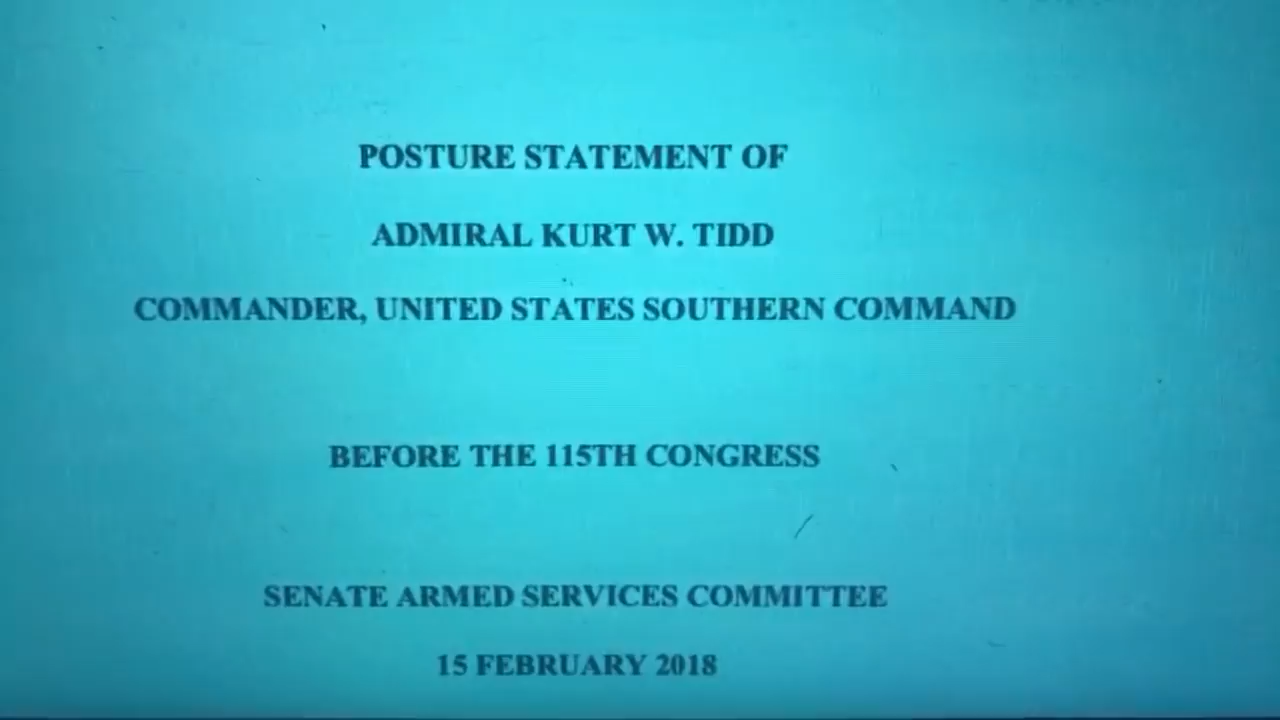 POSTURE STATEMENT OF
ADMIRAL KURT W. TIDD
COMMANDER, UNITED STATES SOUTHERN COMMAND
BEFORE THE 115TH CONGRESS
SENATE ARMED SERVICES COMMITTEE
15 FEBRUARY 2018